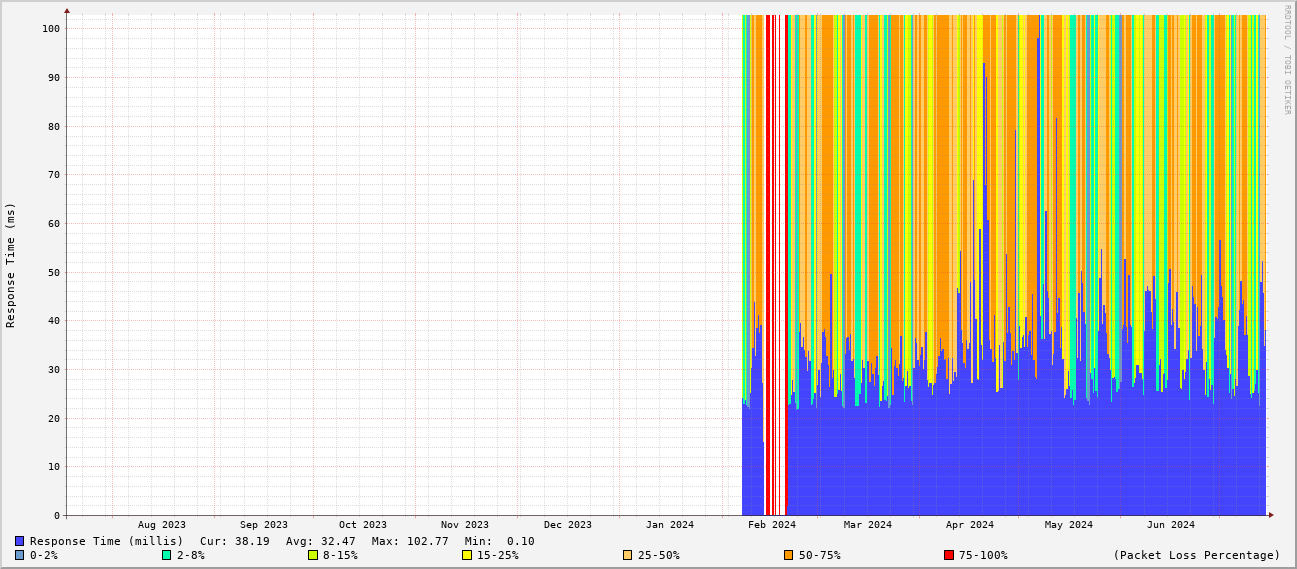 RRDTOOL / TOBI OETIKER
Response Time (ms)
100
90
80
70
60
50
40
30
20
10
0
Aug 2023 Sep 2023 Oct 2023 Nov 2023 Dec 2023 Jan 2024 Feb 2024 Mar 2024 Apr 2024 May 2024 Jun 2024
Response Time (millis) Cur: 38.19 Avg: 32.47 Max: 102.77 Min: 0.10
0-2% 2-8% 8-15% 15-25% 25-50% 50-75% 75-100% (Packet Loss Percentage)